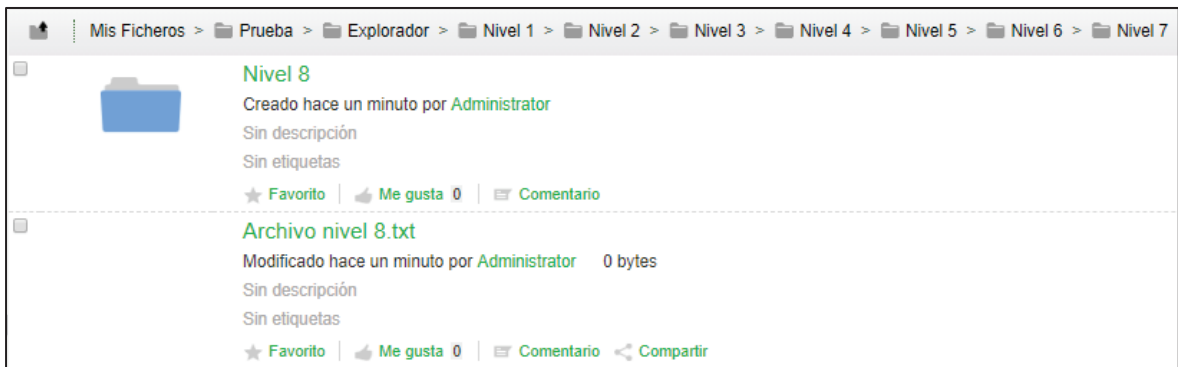 Mis Ficheros > Prueba > Explorador > Nivel 1 > Nivel 2 > Nivel 3 > Nivel 4 > Nivel 5 > Nivel 6 > Nivel 7
Nivel 8
Creado hace un minuto por Administrator
Sin descripción
Sin etiquetas
Favorito Me gusta 0 Comentario
Archivo nivel 8.txt
Modificado hace un minuto por Administrator 0 bytes
Sin descripción
Sin etiquetas
Favorito Me gusta 0 Comentario Compartir